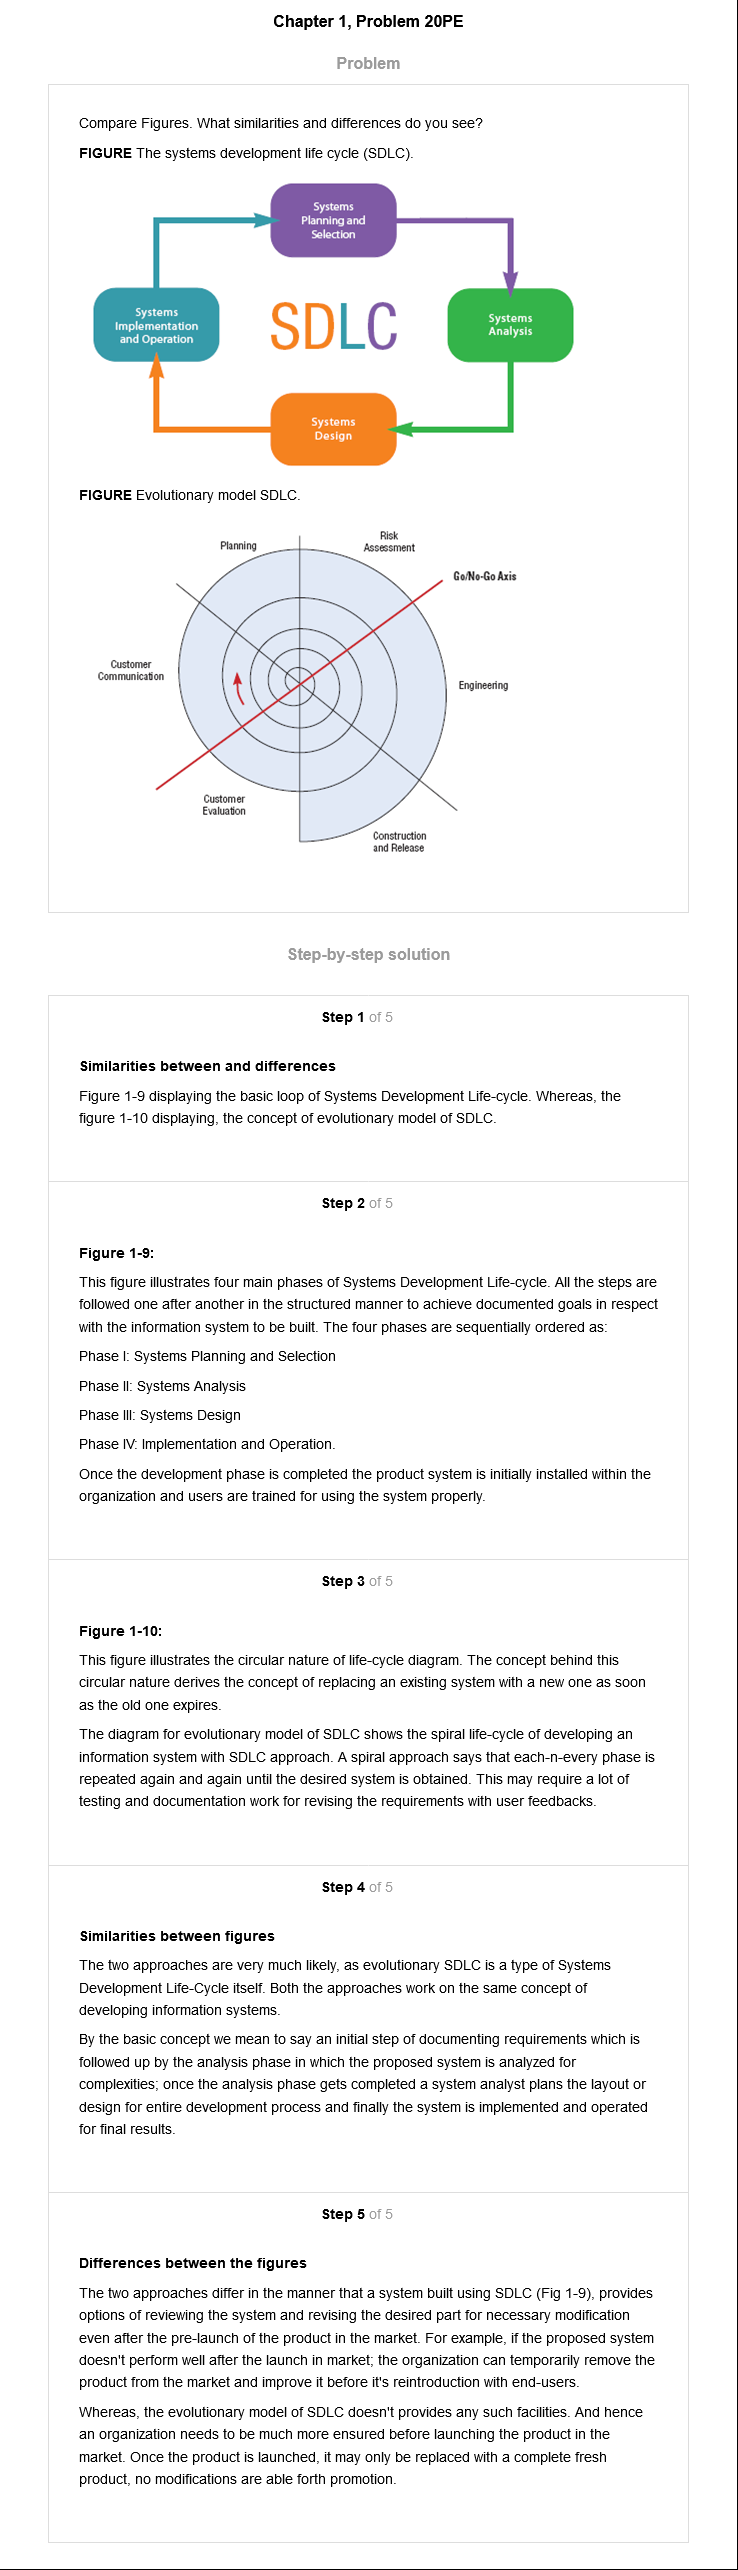 Chapter 1, Problem 20PE
Problem
Compare Figures. What similarities and differences do you see?
FIGURE The systems development life cycle (SDLC).
Systems
Planning and
Selection
Systems
Implementation
and Operation
SDLC
Systems
Analysis
Systems
Design
FIGURE Evolutionary model SDLC.
Planning
Risk
Assessment
Go/No-Go Axis
Customer
Communication
Engineering
Customer
Evaluation
Construction
and Release
Step-by-step solution
Step 1 of 5
Similarities between and differences
Figure 1-9 displaying the basic loop of Systems Development Life-cycle. Whereas, the
figure 1-10 displaying, the concept of evolutionary model of SDLC.
Step 2 of 5
Figure 1-9:
This figure illustrates four main phases of Systems Development Life-cycle. All the steps are
followed one after another in the structured manner to achieve documented goals in respect
with the information system to be built. The four phases are sequentially ordered as:
Phase I: Systems Planning and Selection
Phase II: Systems Analysis
Phase III: Systems Design
Phase IV: Implementation and Operation.
Once the development phase is completed the product system is initially installed within the
organization and users are trained for using the system properly.
Step 3 of 5
Figure 1-10:
This figure illustrates the circular nature of life-cycle diagram. The concept behind this
circular nature derives the concept of replacing an existing system with a new one as soon
as the old one expires.
The diagram for evolutionary model of SDLC shows the spiral life-cycle of developing an
information system with SDLC approach. A spiral approach says that each-n-every phase is
repeated again and again until the desired system is obtained. This may require a lot of
testing and documentation work for revising the requirements with user feedbacks.
Step 4 of 5
Similarities between figures
The two approaches are very much likely, as evolutionary SDLC is a type of Systems
Development Life-Cycle itself. Both the approaches work on the same concept of
developing information systems.
By the basic concept we mean to say an initial step of documenting requirements which is
followed up by the analysis phase in which the proposed system is analyzed for
complexities; once the analysis phase gets completed a system analyst plans the layout or
design for entire development process and finally the system is implemented and operated
for final results.
Step 5 of 5
Differences between the figures
The two approaches differ in the manner that a system built using SDLC (Fig 1-9), provides
options of reviewing the system and revising the desired part for necessary modification
even after the pre-launch of the product in the market. For example, if the proposed system
doesn't perform well after the launch in market; the organization can temporarily remove the
product from the market and improve it before it's reintroduction with end-users.
Whereas, the evolutionary model of SDLC doesn't provides any such facilities. And hence
an organization needs to be much more ensured before launching the product in the
market. Once the product is launched, it may only be replaced with a complete fresh
product, no modifications are able forth promotion.